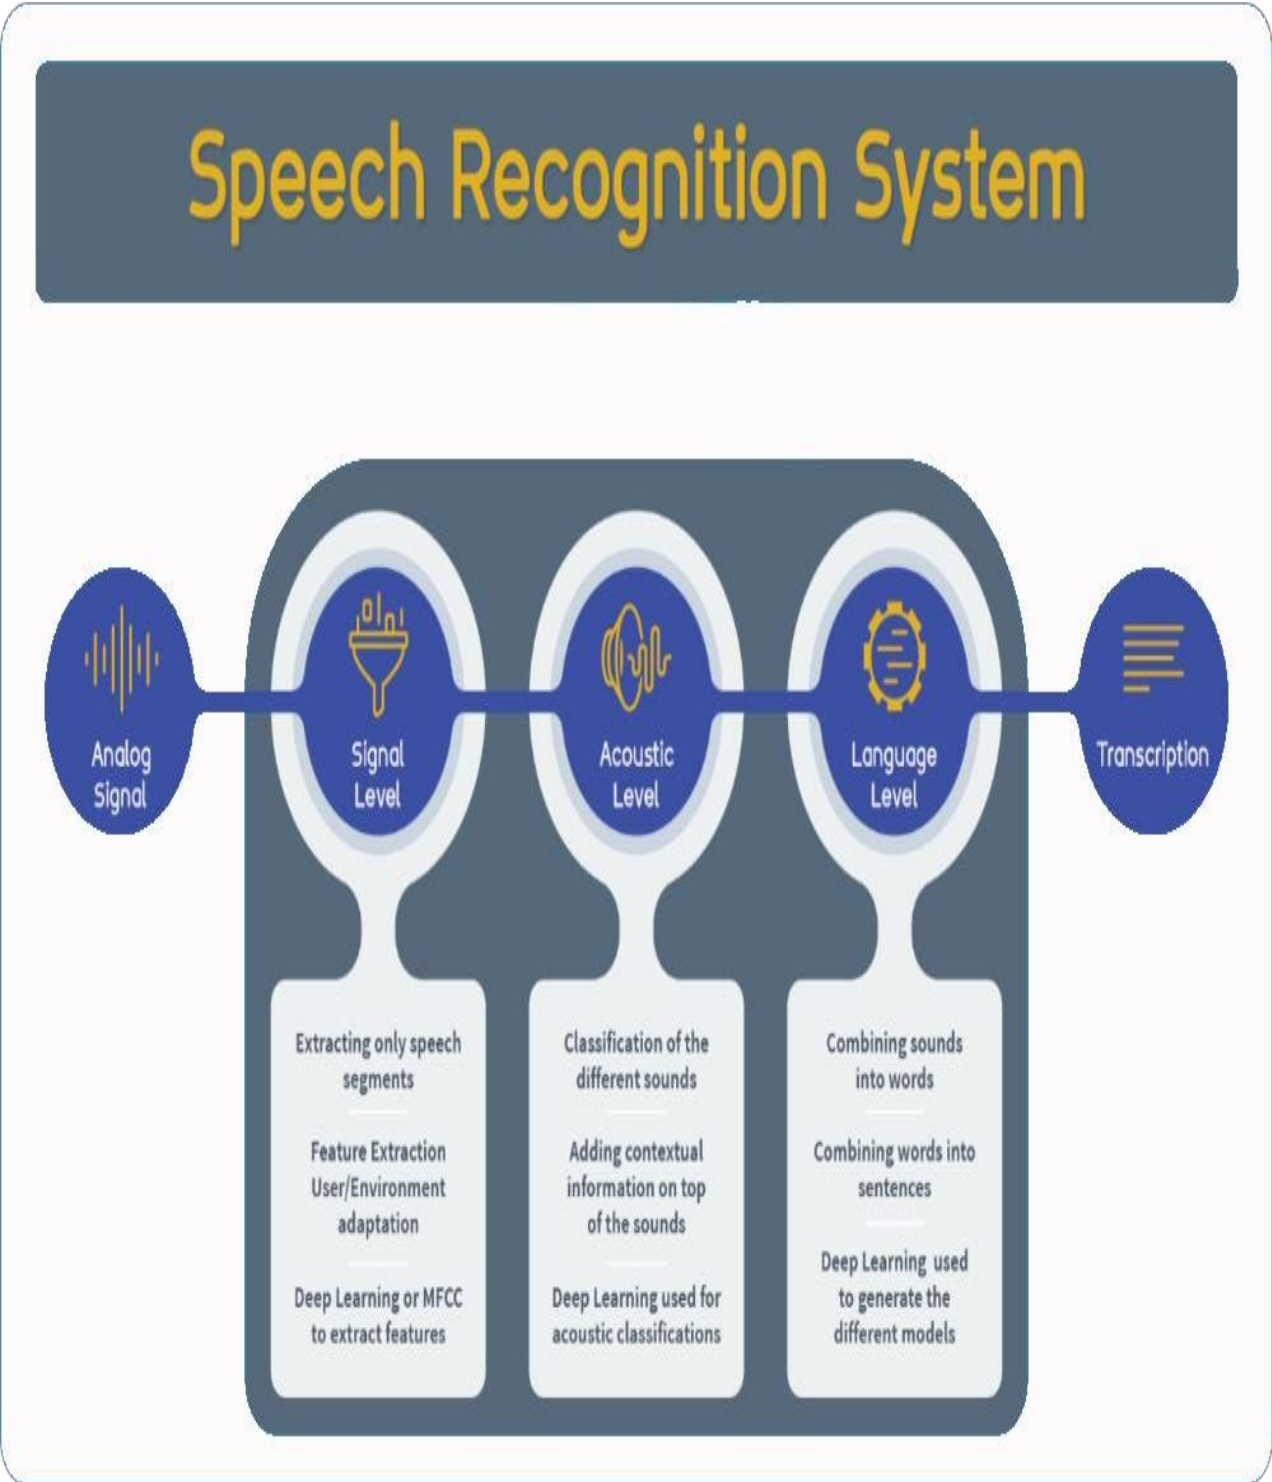 Speech Recognition System
Analog
Signal
Signal
Level
Acoustic
Level
Language
Level
Transcription
Extracting only speech
segments
Feature Extraction
User/Environment
adaptation
Deep Learning or MFCC
to extract features
Classification of the
different sounds
Adding contextual
information on top
of the sounds
Deep Learning used for
acoustic classifications
Combining sounds
into words
Combining words into
sentences
Deep Learning used
to generate the
different models